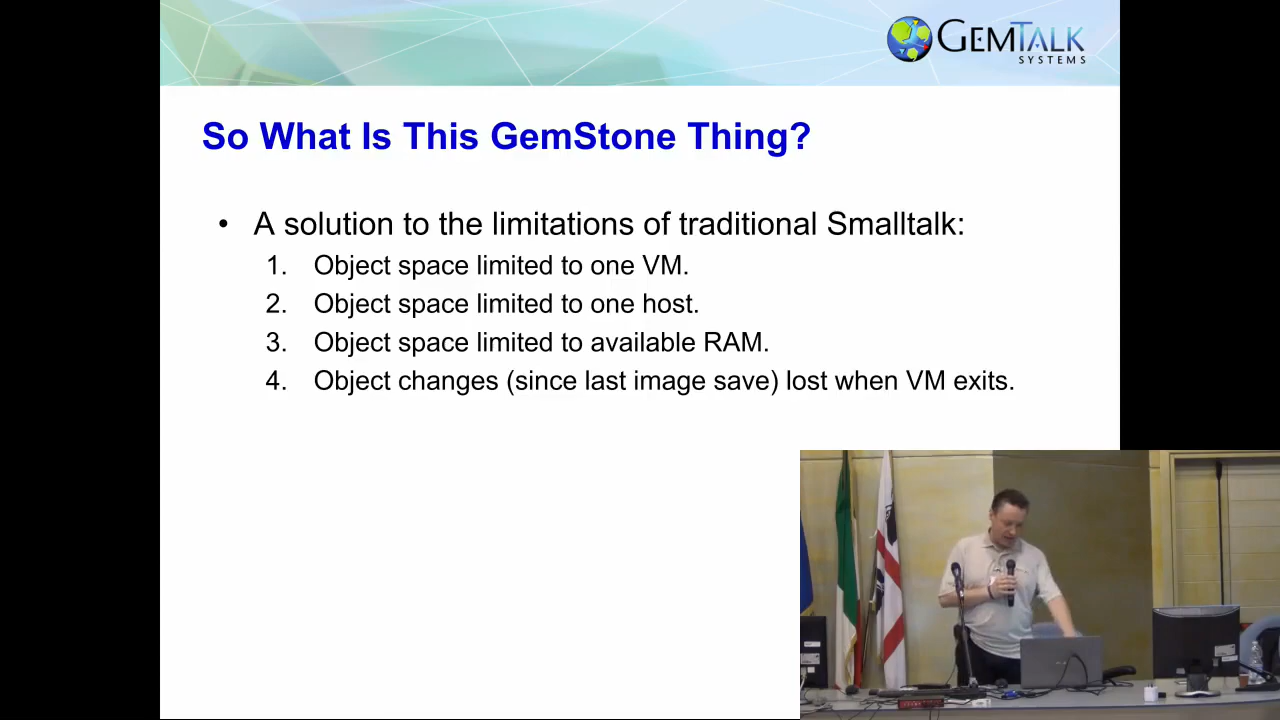 GEMTALK
SYSTEMS
So What Is This GemStone Thing?
• A solution to the limitations of traditional Smalltalk:
1. Object space limited to one VM.
2. Object space limited to one host.
3. Object space limited to available RAM.
4. Object changes (since last image save) lost when VM exits.